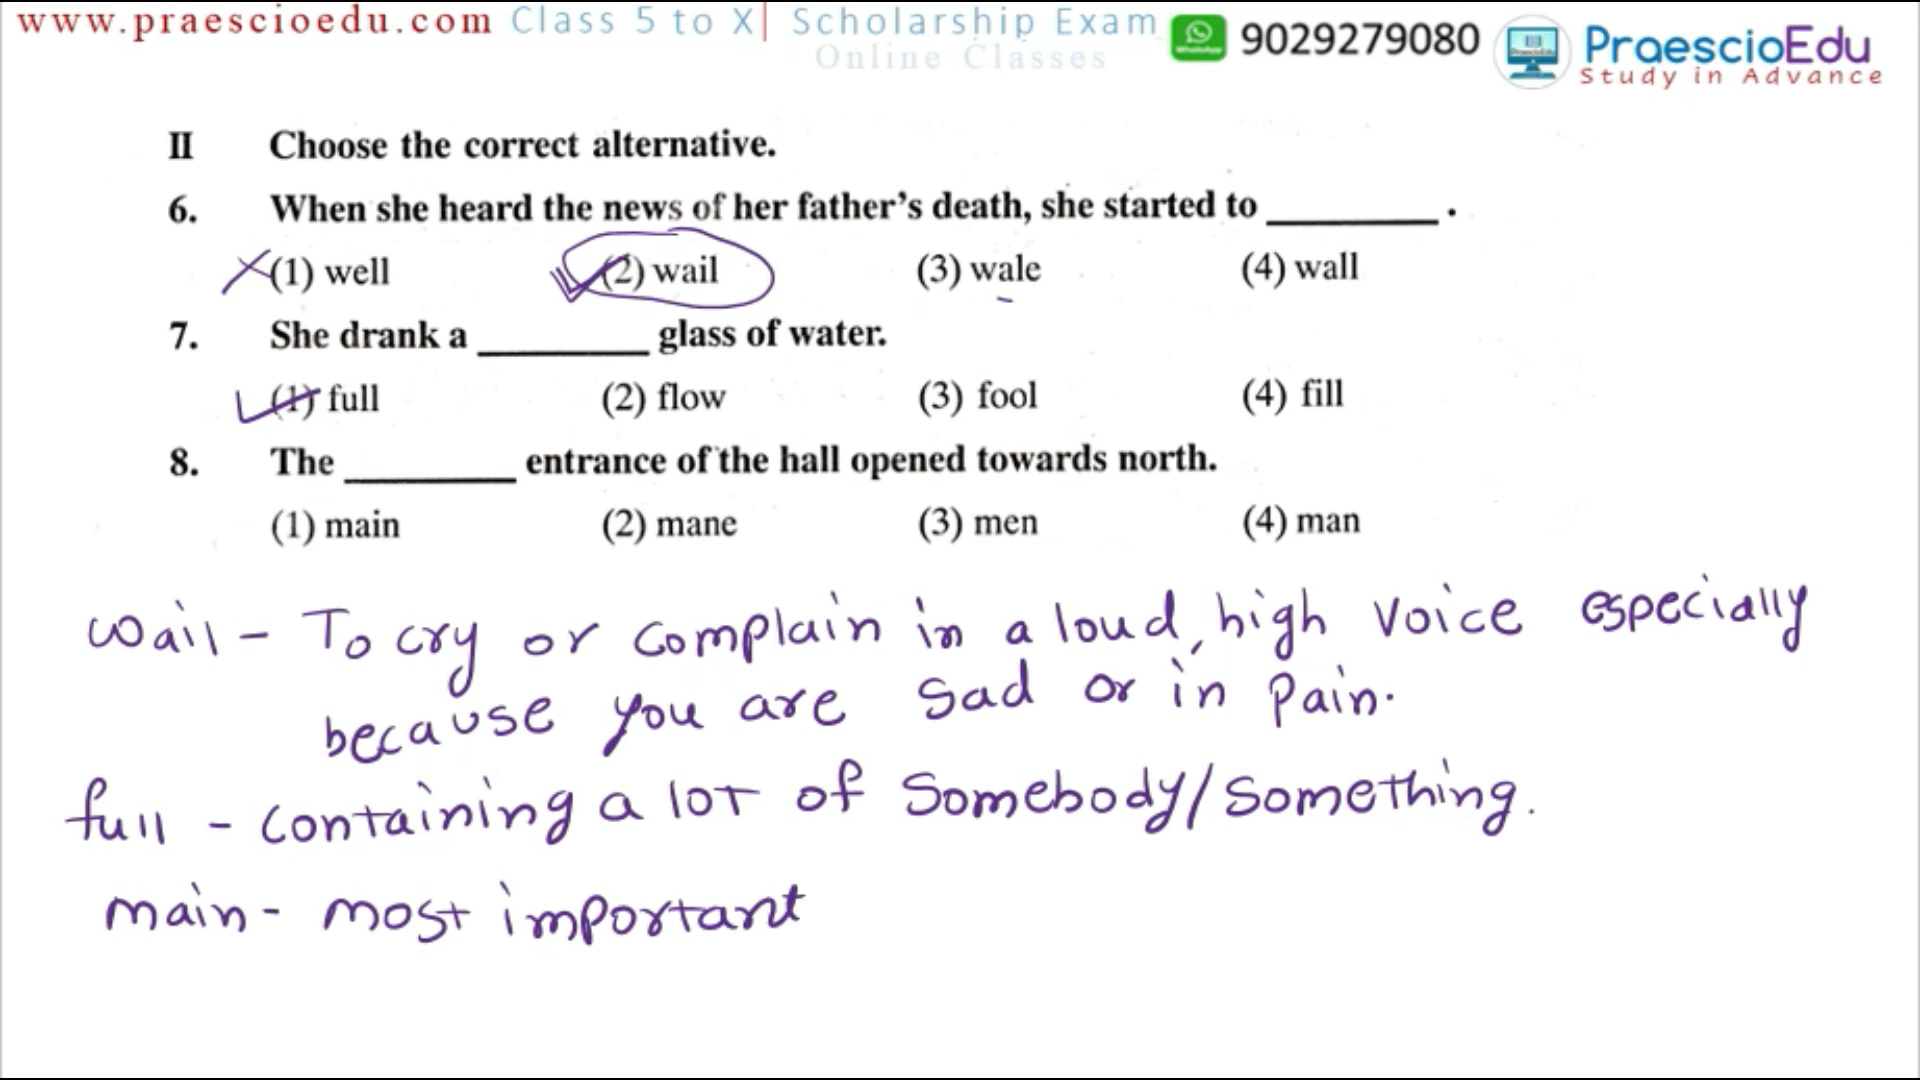 www.praescioedu.com Class 5 to X| Scholarship Exam
Online Classes
WhatsApp
9029279080
PraescioEdu
Study in Advance
II Choose the correct alternative.
6. When she heard the news of her father's death, she started to ________ .
(1) well (2) wail (3) wale (4) wall
7. She drank a ________ glass of water.
(1) full (2) flow (3) fool (4) fill
8. The ________ entrance of the hall opened towards north.
(1) main (2) mane (3) men (4) man
wail - To cry or complain in a loud, high voice especially
because you are sad or in pain.
full - containing a lot of somebody/something.
main - most important